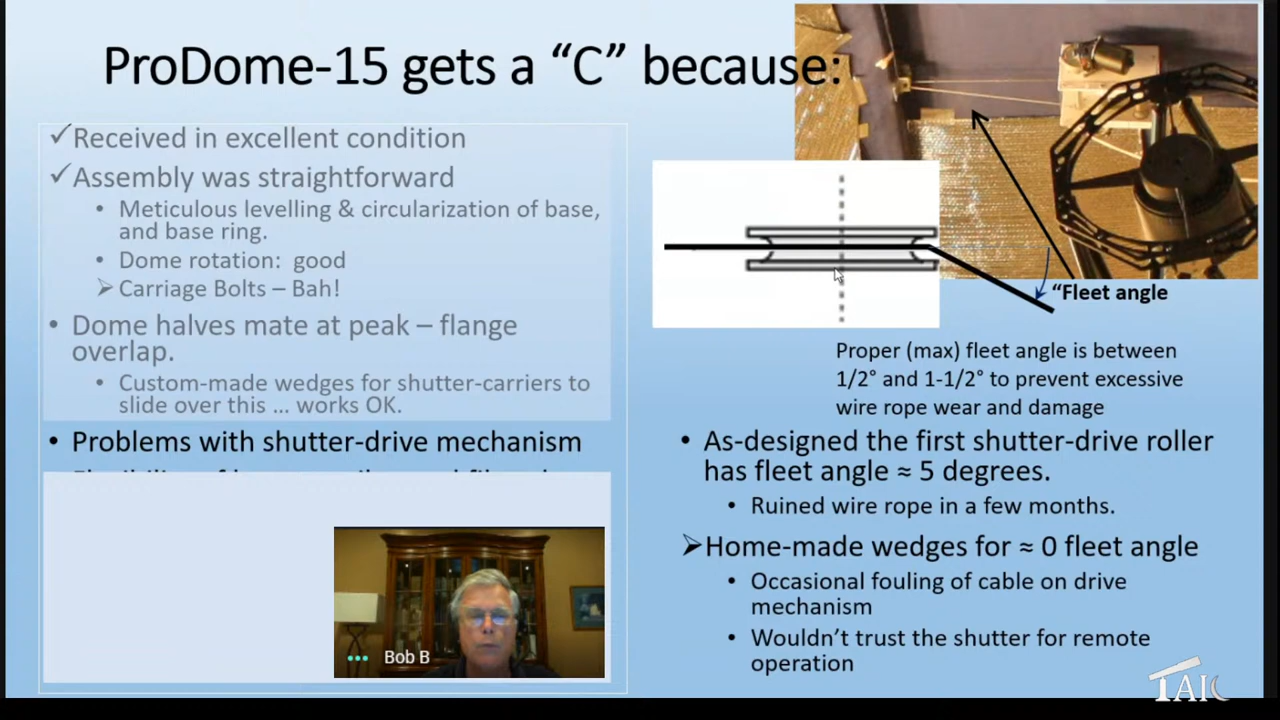 ProDome-15 gets a “C” because:
✓Received in excellent condition
✓Assembly was straightforward
• Meticulous levelling & circularization of base,
and base ring.
• Dome rotation: good
➢Carriage Bolts – Bah!
• Dome halves mate at peak – flange
overlap.
• Custom-made wedges for shutter-carriers to
slide over this ... works OK.
• Problems with shutter-drive mechanism
Bob B
“Fleet angle
Proper (max) fleet angle is between
1/2° and 1-1/2° to prevent excessive
wire rope wear and damage
• As-designed the first shutter-drive roller
has fleet angle ≈ 5 degrees.
• Ruined wire rope in a few months.
➢Home-made wedges for ≈ 0 fleet angle
• Occasional fouling of cable on drive
mechanism
• Wouldn’t trust the shutter for remote
operation
TAIC